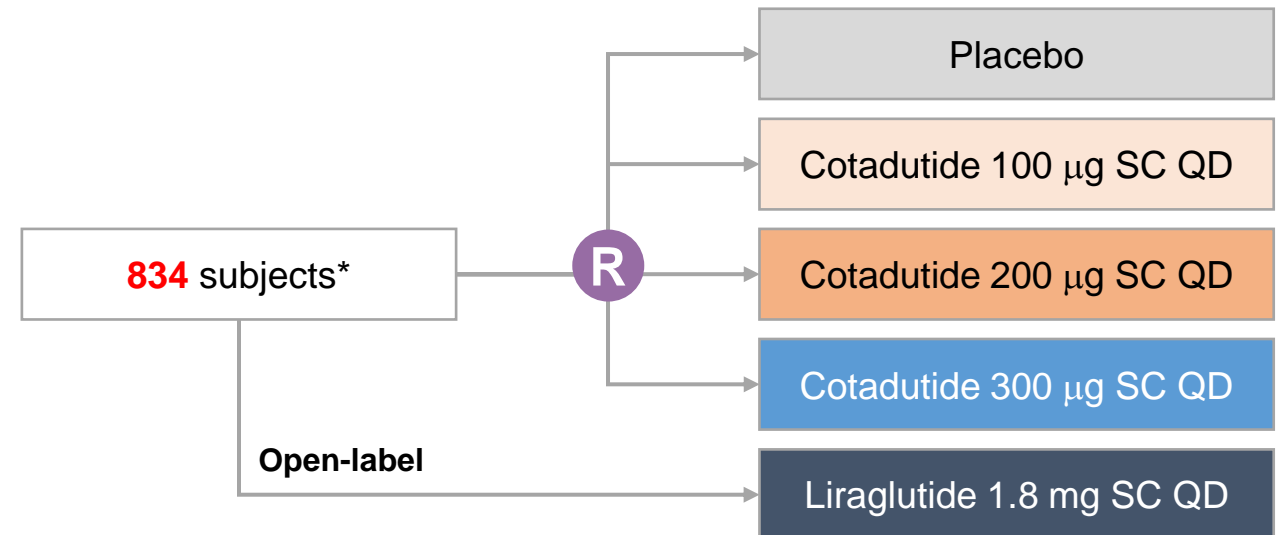 Placebo
Cotadutide 100 μg SC QD
834 subjects*
R
Cotadutide 200 μg SC QD
Cotadutide 300 μg SC QD
Open-label
Liraglutide 1.8 mg SC QD